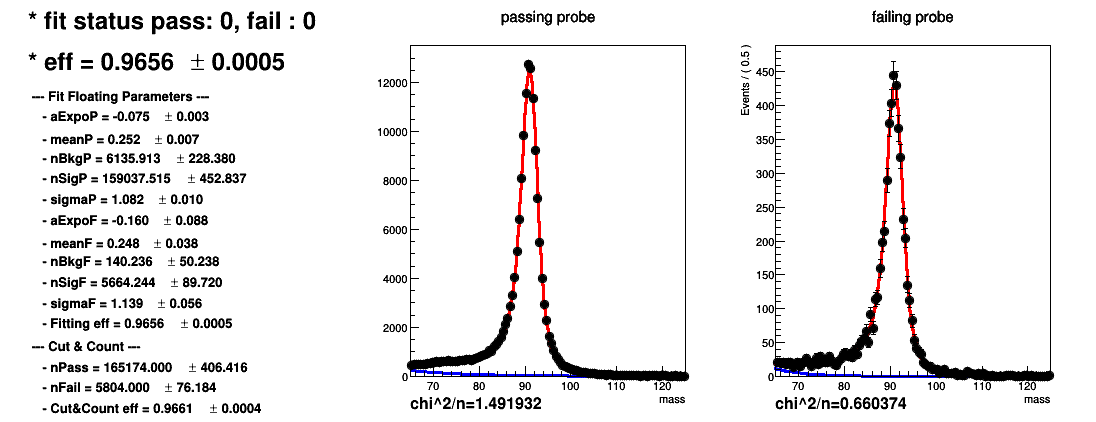 * fit status pass: 0, fail : 0
* eff = 0.9656 ± 0.0005
--- Fit Floating Parameters ---
- aExpoP = -0.075 ± 0.003
- meanP = 0.252 ± 0.007
- nBkgP = 6135.913 ± 228.380
- nSigP = 159037.515 ± 452.837
- sigmaP = 1.082 ± 0.010
- aExpoF = -0.160 ± 0.088
- meanF = 0.248 ± 0.038
- nBkgF = 140.236 ± 50.238
- nSigF = 5664.244 ± 89.720
- sigmaF = 1.139 ± 0.056
- Fitting eff = 0.9656 ± 0.0005
--- Cut & Count ---
- nPass = 165174.000 ± 406.416
- nFail = 5804.000 ± 76.184
- Cut&Count eff = 0.9661 ± 0.0004
passing probe
12000
10000
8000
6000
4000
2000
0
70 80 90 100 110 120
mass
chi^2/n=1.491932
failing probe
Events / ( 0.5 )
450
400
350
300
250
200
150
100
50
0
70 80 90 100 110 120
mass
chi^2/n=0.660374